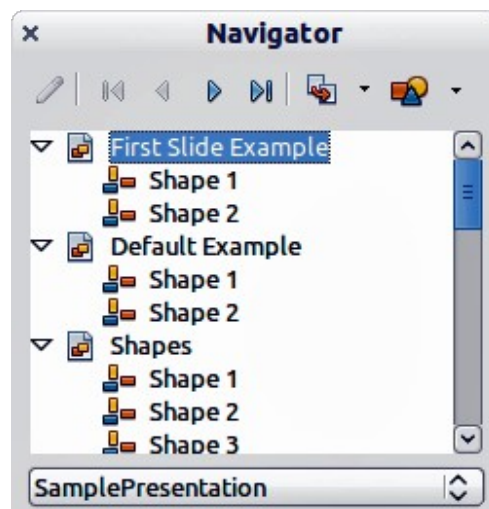 Navigator
First Slide Example
Shape 1
Shape 2
Default Example
Shape 1
Shape 2
Shapes
Shape 1
Shape 2
Shape 3
SamplePresentation